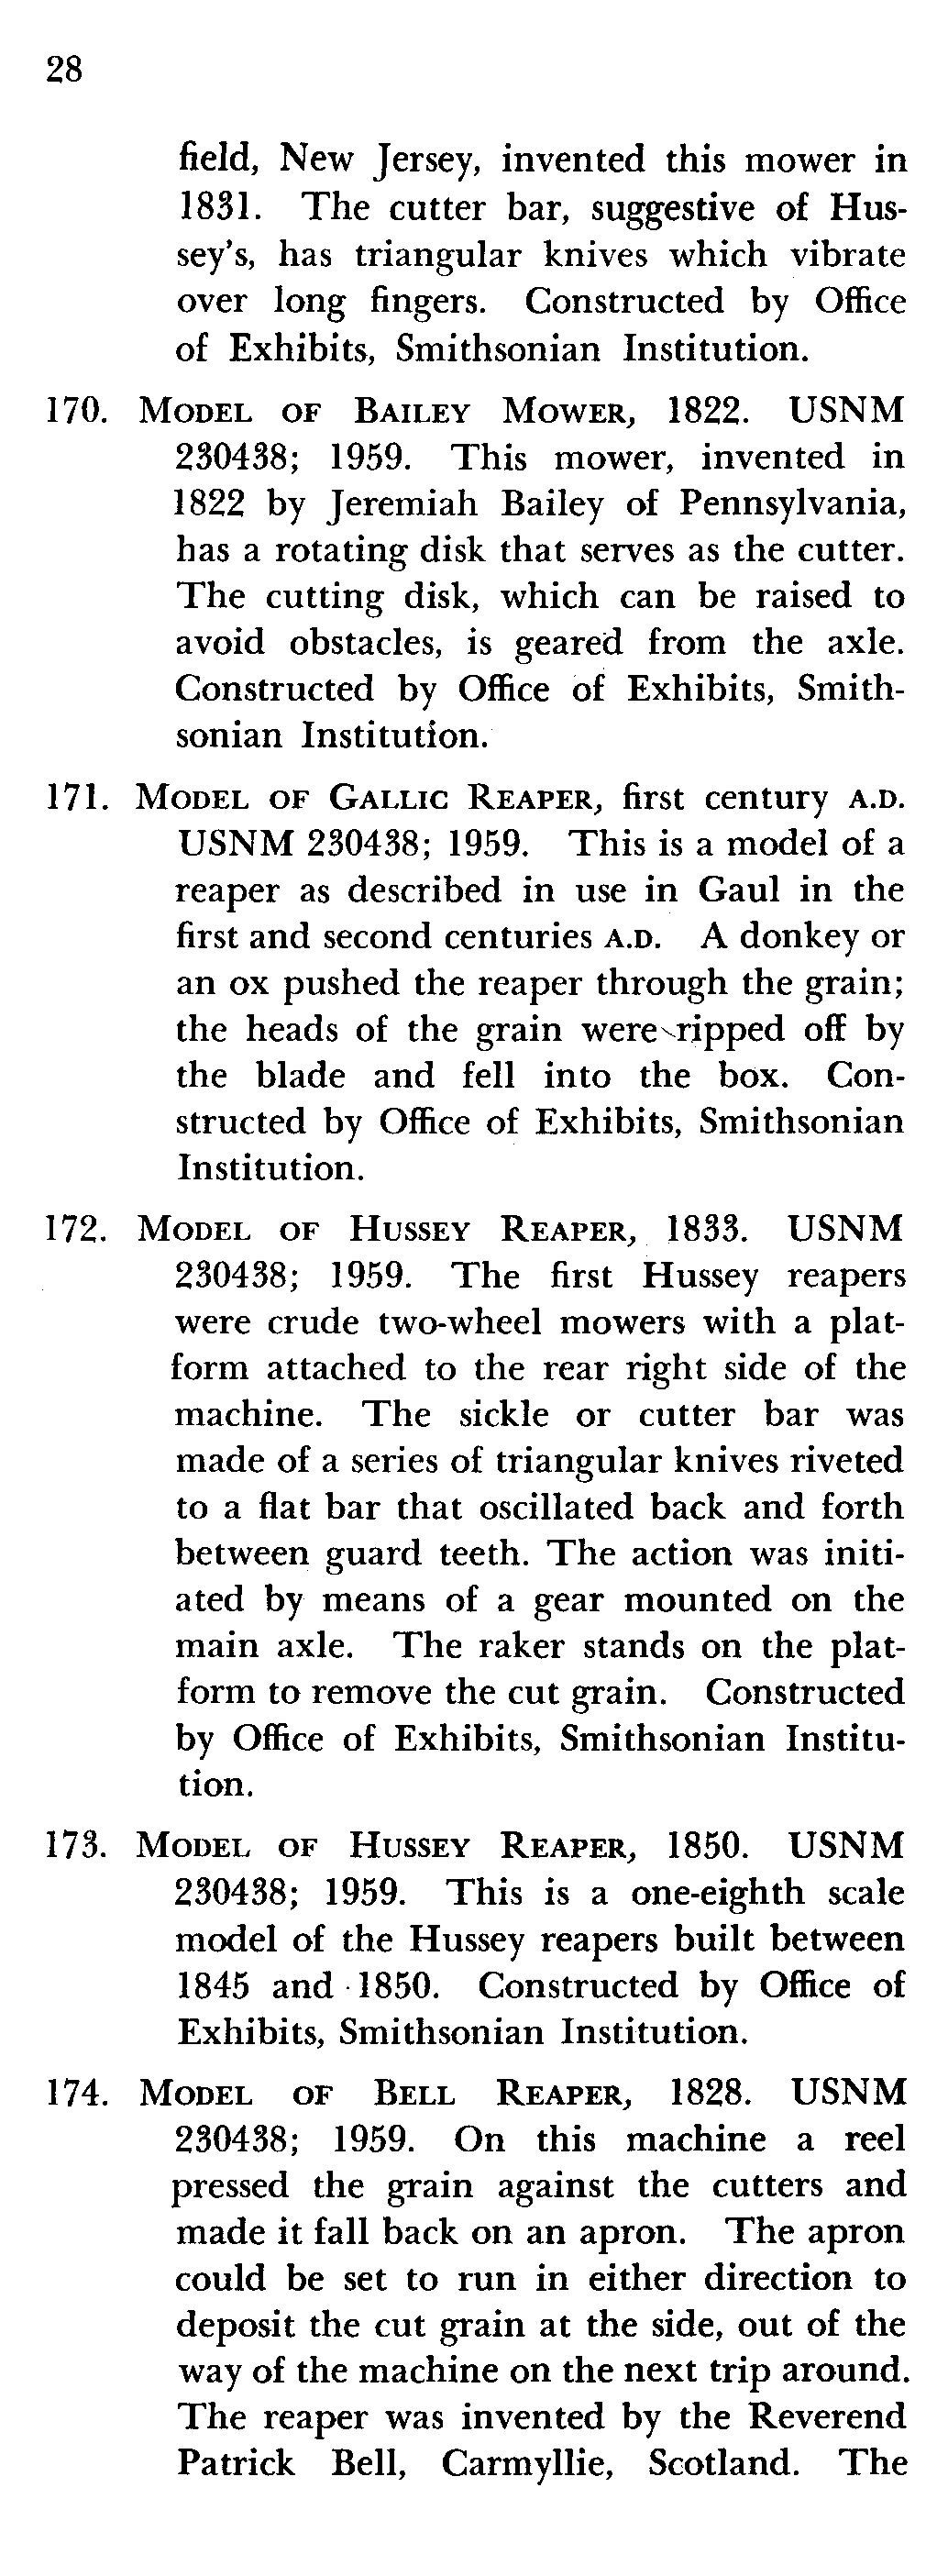 28
field, New Jersey, invented this mower in
1831. The cutter bar, suggestive of Hus-
sey's, has triangular knives which vibrate
over long fingers. Constructed by Office
of Exhibits, Smithsonian Institution.
170. MODEL OF BAILEY MOWER, 1822. USNM
230438; 1959. This mower, invented in
1822 by Jeremiah Bailey of Pennsylvania,
has a rotating disk that serves as the cutter.
The cutting disk, which can be raised to
avoid obstacles, is geared from the axle.
Constructed by Office of Exhibits, Smith-
sonian Institution.
171. MODEL OF GALLIC REAPER, first century A.D.
USNM 230438; 1959. This is a model of a
reaper as described in use in Gaul in the
first and second centuries A.D. A donkey or
an ox pushed the reaper through the grain;
the heads of the grain were ripped off by
the blade and fell into the box. Con-
structed by Office of Exhibits, Smithsonian
Institution.
172. MODEL OF HUSSEY REAPER, 1833. USNM
230438; 1959. The first Hussey reapers
were crude two-wheel mowers with a plat-
form attached to the rear right side of the
machine. The sickle or cutter bar was
made of a series of triangular knives riveted
to a flat bar that oscillated back and forth
between guard teeth. The action was initi-
ated by means of a gear mounted on the
main axle. The raker stands on the plat-
form to remove the cut grain. Constructed
by Office of Exhibits, Smithsonian Institu-
tion.
173. MODEL OF HUSSEY REAPER, 1850. USNM
230438; 1959. This is a one-eighth scale
model of the Hussey reapers built between
1845 and 1850. Constructed by Office of
Exhibits, Smithsonian Institution.
174. MODEL OF BELL REAPER, 1828. USNM
230438; 1959. On this machine a reel
pressed the grain against the cutters and
made it fall back on an apron. The apron
could be set to run in either direction to
deposit the cut grain at the side, out of the
way of the machine on the next trip around.
The reaper was invented by the Reverend
Patrick Bell, Carmyllie, Scotland. The